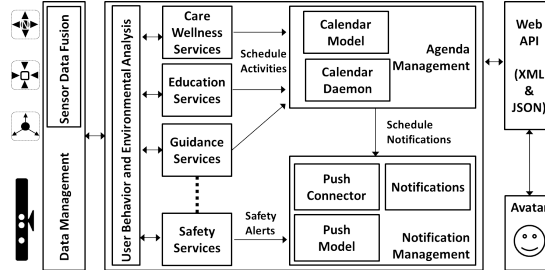 N
Sensor Data Fusion
Data Management
User Behavior and Environmental Analysis
Care
Wellness
Services
Education
Services
Guidance
Services
Safety
Services
Schedule
Activities
Safety
Alerts
Calendar
Model
Calendar
Daemon
Agenda
Management
Schedule
Notifications
Push
Connector
Notifications
Push
Model
Notification
Management
Web
API
(XML
&
JSON)
Avatar